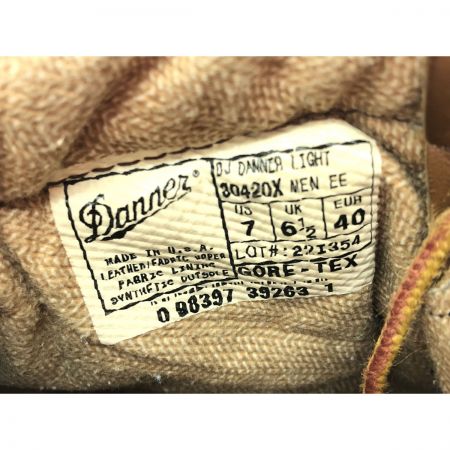 Danner®
MADE IN U.S.A.
LEATHER/FABRIC UPPER
FABRIC LINING
SYNTHETIC OUTSOLE
DJ DANNER LIGHT
30420X MEN EE
US UK EUR
7 6½ 40
LOT#: 221354
GORE-TEX
0 98397 39263 1